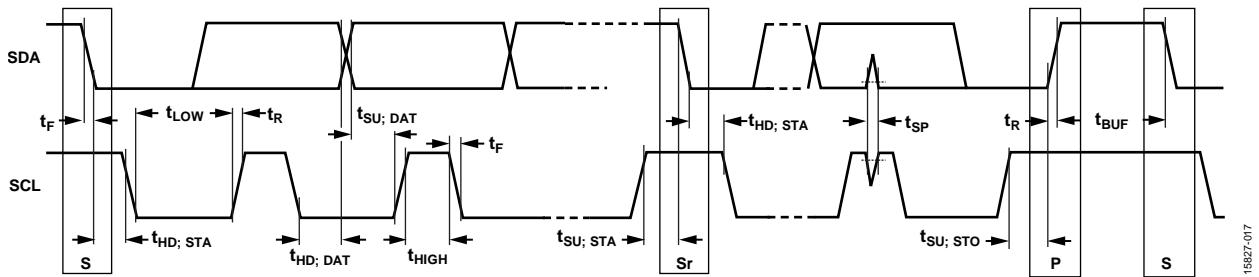 SDA
tF
tLOW
tR
tSU; DAT
tF
tHD; STA
tSP
tR
tBUF
SCL
tHD; STA
tHD; DAT
tHIGH
tSU; STA
tSU; STO
S
Sr
P
S
15827-017